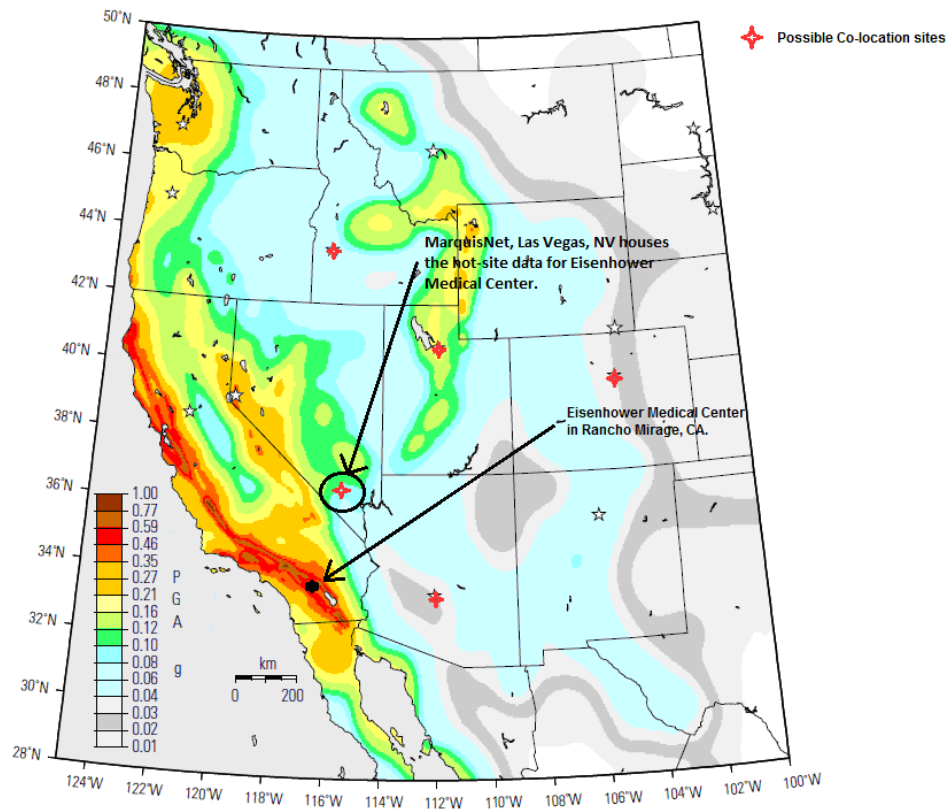 50°N
48°N
46°N
44°N
42°N
40°N
38°N
36°N
34°N
32°N
30°N
28°N
Possible Co-location sites
MarquisNet, Las Vegas, NV houses
the hot-site data for Eisenhower
Medical Center.
Eisenhower Medical Center
in Rancho Mirage, CA.
1.00
0.77
0.59
0.46
0.35
0.27
0.21
0.16
0.12
0.10
0.08
0.06
0.04
0.03
0.02
0.01
P
G
A
g
km
0 200
124°W 122°W 120°W 118°W 116°W 114°W 112°W 110°W 108°W 106°W 104°W 102°W 100°W